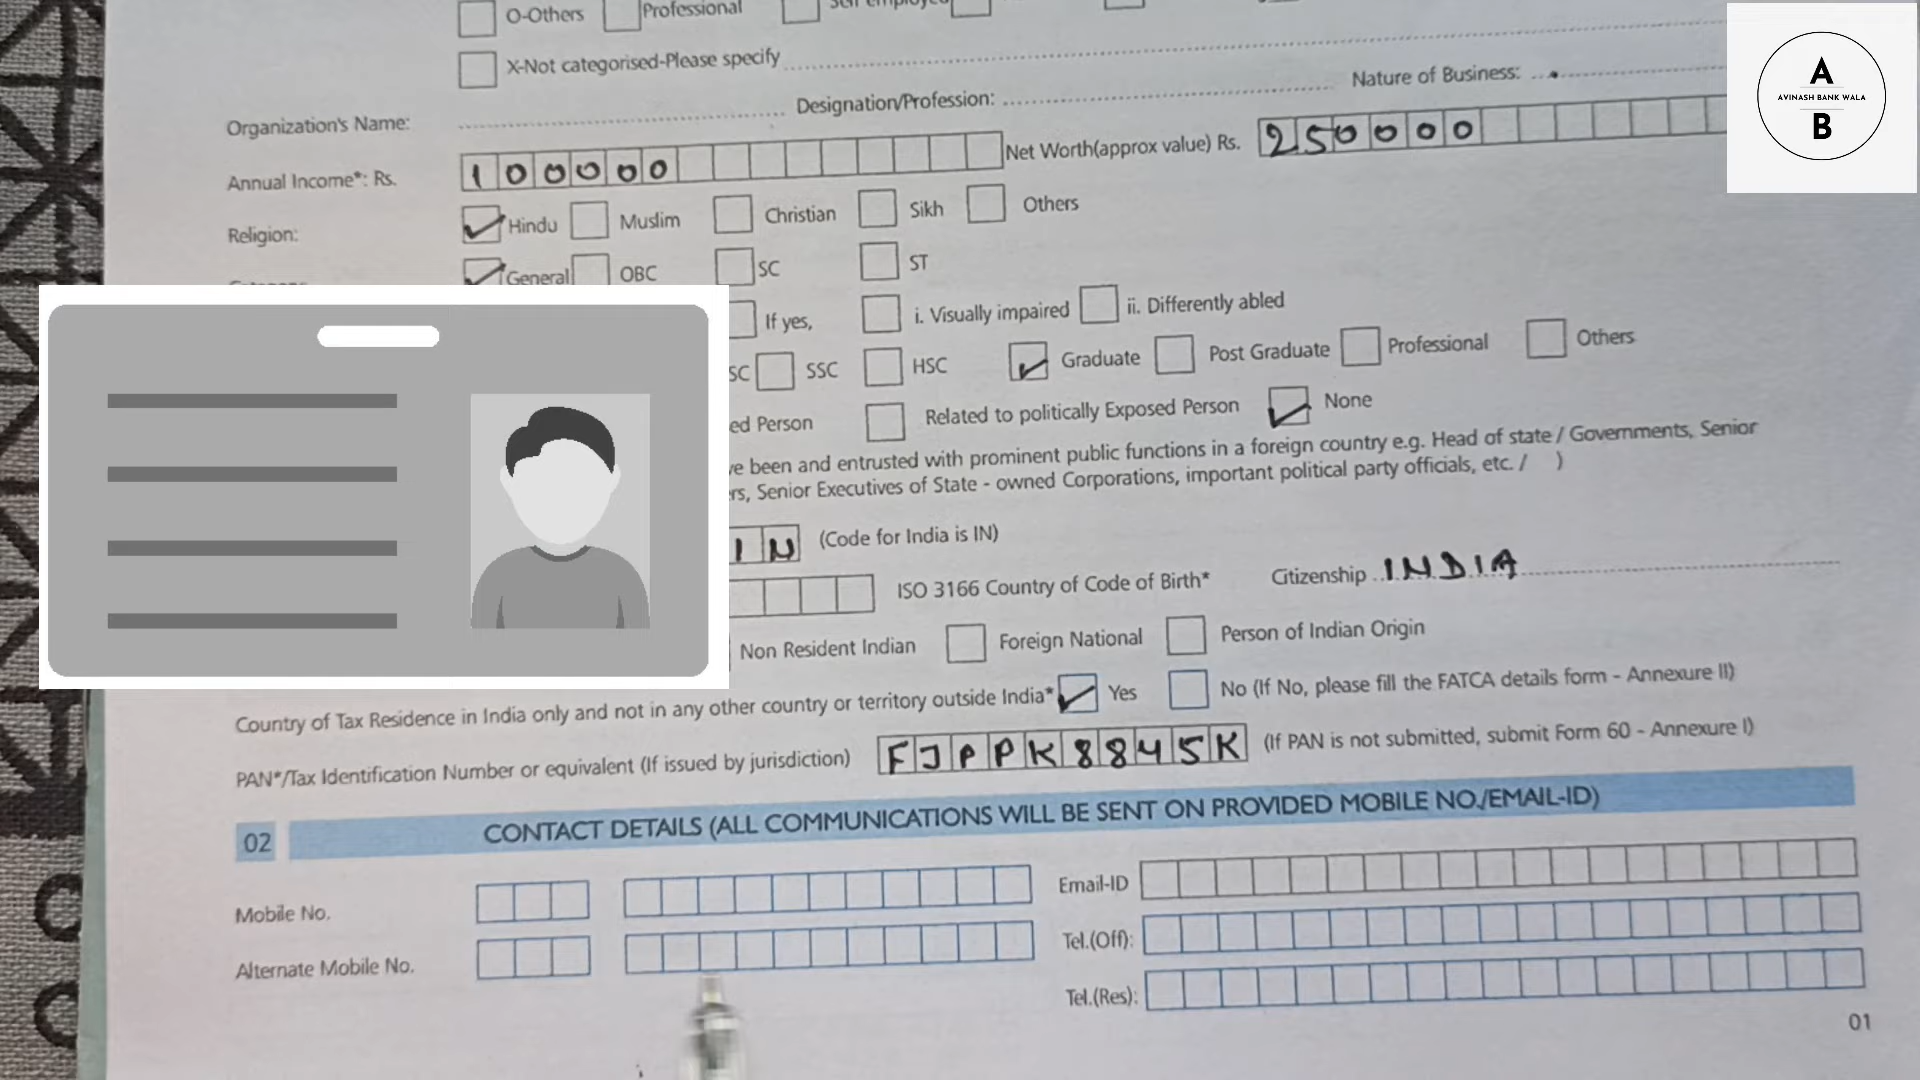 O-Others Professional
X-Not categorised-Please specify
Organization's Name: Designation/Profession: Nature of Business:
Annual Income*: Rs. 100000 Net Worth(approx value) Rs. 250000
Religion: Hindu Muslim Christian Sikh Others
General OBC SC ST
If yes, i. Visually impaired ii. Differently abled
SC SSC HSC Graduate Post Graduate Professional Others
ed Person Related to politically Exposed Person None
ve been and entrusted with prominent public functions in a foreign country e.g. Head of state / Governments, Senior
rs, Senior Executives of State - owned Corporations, important political party officials, etc. / )
IN (Code for India is IN)
ISO 3166 Country of Code of Birth* Citizenship INDIA
Non Resident Indian Foreign National Person of Indian Origin
Country of Tax Residence in India only and not in any other country or territory outside India* Yes No (If No, please fill the FATCA details form - Annexure II)
PAN*/Tax Identification Number or equivalent (If issued by jurisdiction) FJPPK8845K (If PAN is not submitted, submit Form 60 - Annexure I)
02 CONTACT DETAILS (ALL COMMUNICATIONS WILL BE SENT ON PROVIDED MOBILE NO./EMAIL-ID)
Mobile No. Email-ID
Alternate Mobile No. Tel.(Off):
Tel.(Res):
01
A
AVINASH BANK WALA
B